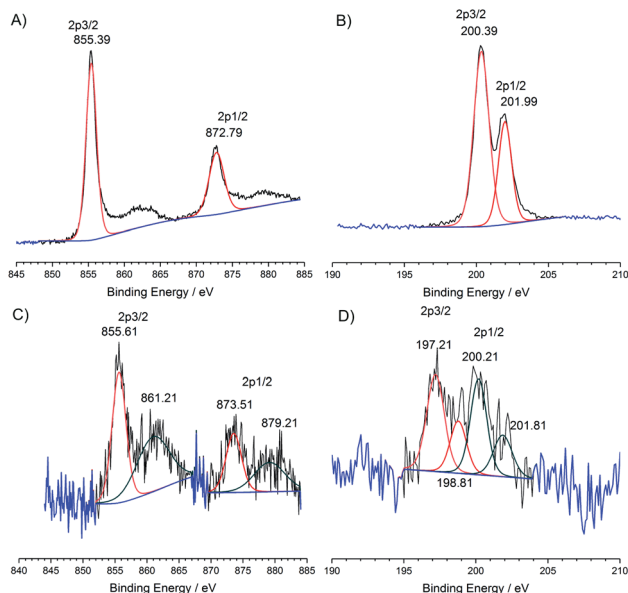 A)
2p3/2
855.39
2p1/2
872.79
845 850 855 860 865 870 875 880 885
Binding Energy / eV
B)
2p3/2
200.39
2p1/2
201.99
190 195 200 205 210
Binding Energy / eV
C)
2p3/2
855.61
861.21
2p1/2
873.51
879.21
840 845 850 855 860 865 870 875 880 885
Binding Energy / eV
D)
2p3/2
197.21
2p1/2
200.21
201.81
198.81
190 195 200 205 210
Binding Energy / eV